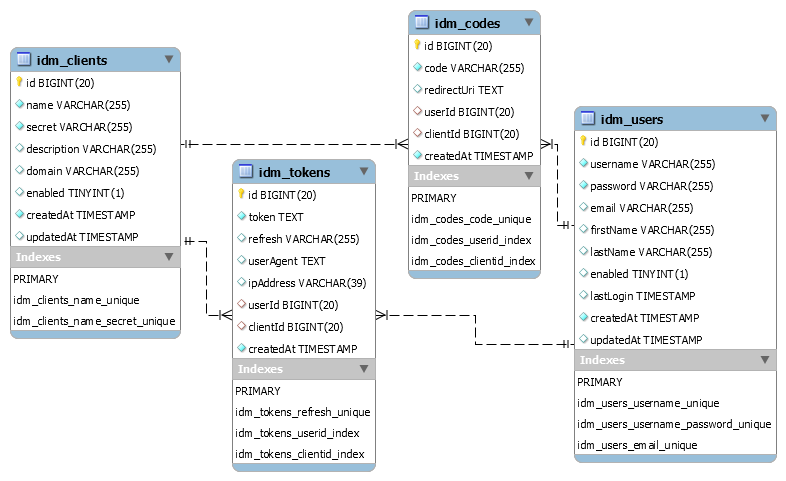 idm_clients
id BIGINT(20)
name VARCHAR(255)
secret VARCHAR(255)
description VARCHAR(255)
domain VARCHAR(255)
enabled TINYINT(1)
createdAt TIMESTAMP
updatedAt TIMESTAMP
Indexes
PRIMARY
idm_clients_name_unique
idm_clients_name_secret_unique
idm_tokens
id BIGINT(20)
token TEXT
refresh VARCHAR(255)
userAgent TEXT
ipAddress VARCHAR(39)
userId BIGINT(20)
clientId BIGINT(20)
createdAt TIMESTAMP
Indexes
PRIMARY
idm_tokens_refresh_unique
idm_tokens_userid_index
idm_tokens_clientid_index
idm_codes
id BIGINT(20)
code VARCHAR(255)
redirectUri TEXT
userId BIGINT(20)
clientId BIGINT(20)
createdAt TIMESTAMP
Indexes
PRIMARY
idm_codes_code_unique
idm_codes_userid_index
idm_codes_clientid_index
idm_users
id BIGINT(20)
username VARCHAR(255)
password VARCHAR(255)
email VARCHAR(255)
firstName VARCHAR(255)
lastName VARCHAR(255)
enabled TINYINT(1)
lastLogin TIMESTAMP
createdAt TIMESTAMP
updatedAt TIMESTAMP
Indexes
PRIMARY
idm_users_username_unique
idm_users_username_password_unique
idm_users_email_unique